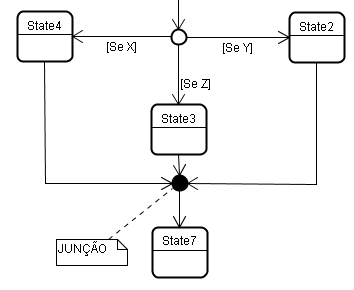 State4
State2
[Se X]
[Se Y]
[Se Z]
State3
State7
JUNÇÃO